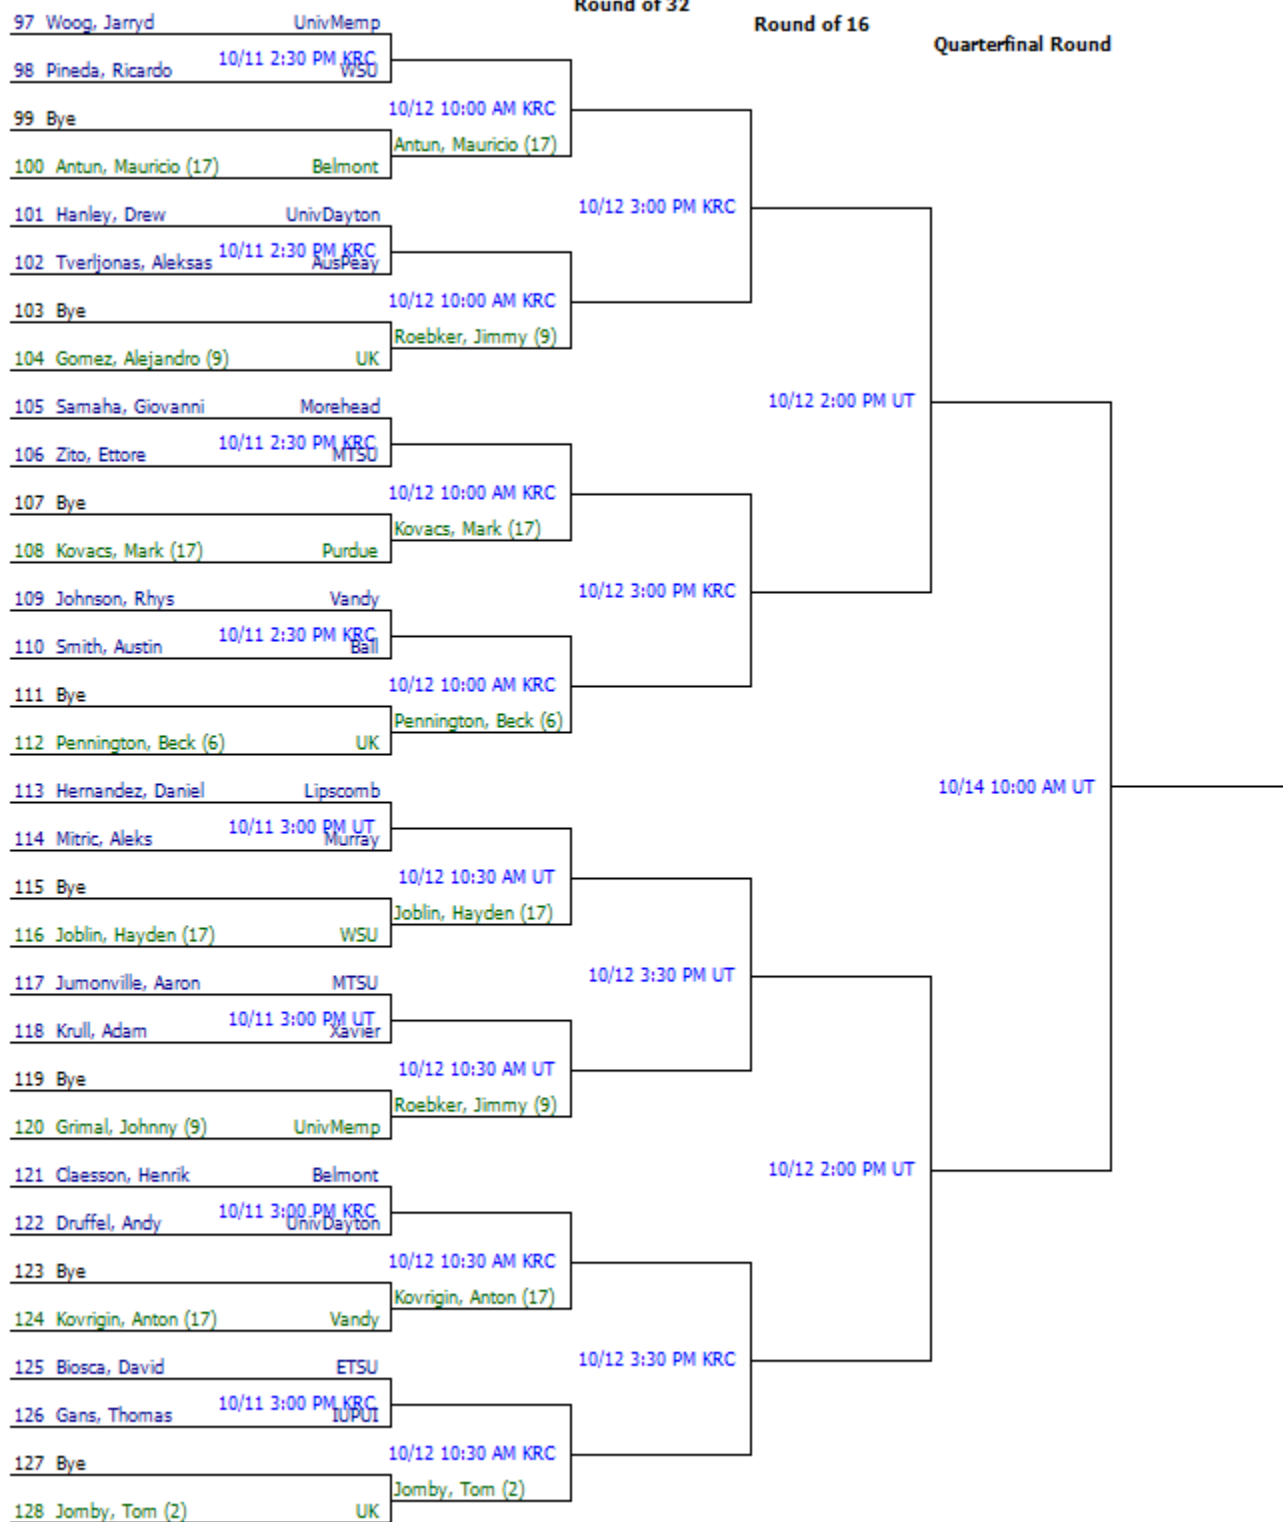 Round of 32
Round of 16
Quarterfinal Round
97 Woog, Jarryd UnivMemp
10/11 2:30 PM KRC
98 Pineda, Ricardo WSU
10/12 10:00 AM KRC
99 Bye
Antun, Mauricio (17)
100 Antun, Mauricio (17) Belmont
10/12 3:00 PM KRC
101 Hanley, Drew UnivDayton
10/11 2:30 PM KRC
102 Tverljonas, Aleksas AusPeay
10/12 10:00 AM KRC
103 Bye
Roebker, Jimmy (9)
104 Gomez, Alejandro (9) UK
10/12 2:00 PM UT
105 Samaha, Giovanni Morehead
10/11 2:30 PM KRC
106 Zito, Ettore MTSU
10/12 10:00 AM KRC
107 Bye
Kovacs, Mark (17)
108 Kovacs, Mark (17) Purdue
10/12 3:00 PM KRC
109 Johnson, Rhys Vandy
10/11 2:30 PM KRC
110 Smith, Austin Ball
10/12 10:00 AM KRC
111 Bye
Pennington, Beck (6)
112 Pennington, Beck (6) UK
10/14 10:00 AM UT
113 Hernandez, Daniel Lipscomb
10/11 3:00 PM UT
114 Mitric, Aleks Murray
10/12 10:30 AM UT
115 Bye
Joblin, Hayden (17)
116 Joblin, Hayden (17) WSU
10/12 3:30 PM UT
117 Jumonville, Aaron MTSU
10/11 3:00 PM UT
118 Krull, Adam Xavier
10/12 10:30 AM UT
119 Bye
Roebker, Jimmy (9)
120 Grimal, Johnny (9) UnivMemp
10/12 2:00 PM UT
121 Claesson, Henrik Belmont
10/11 3:00 PM KRC
122 Druffel, Andy UnivDayton
10/12 10:30 AM KRC
123 Bye
Kovrigin, Anton (17)
124 Kovrigin, Anton (17) Vandy
10/12 3:30 PM KRC
125 Biosca, David ETSU
10/11 3:00 PM KRC
126 Gans, Thomas IUPUI
10/12 10:30 AM KRC
127 Bye
Jomby, Tom (2)
128 Jomby, Tom (2) UK